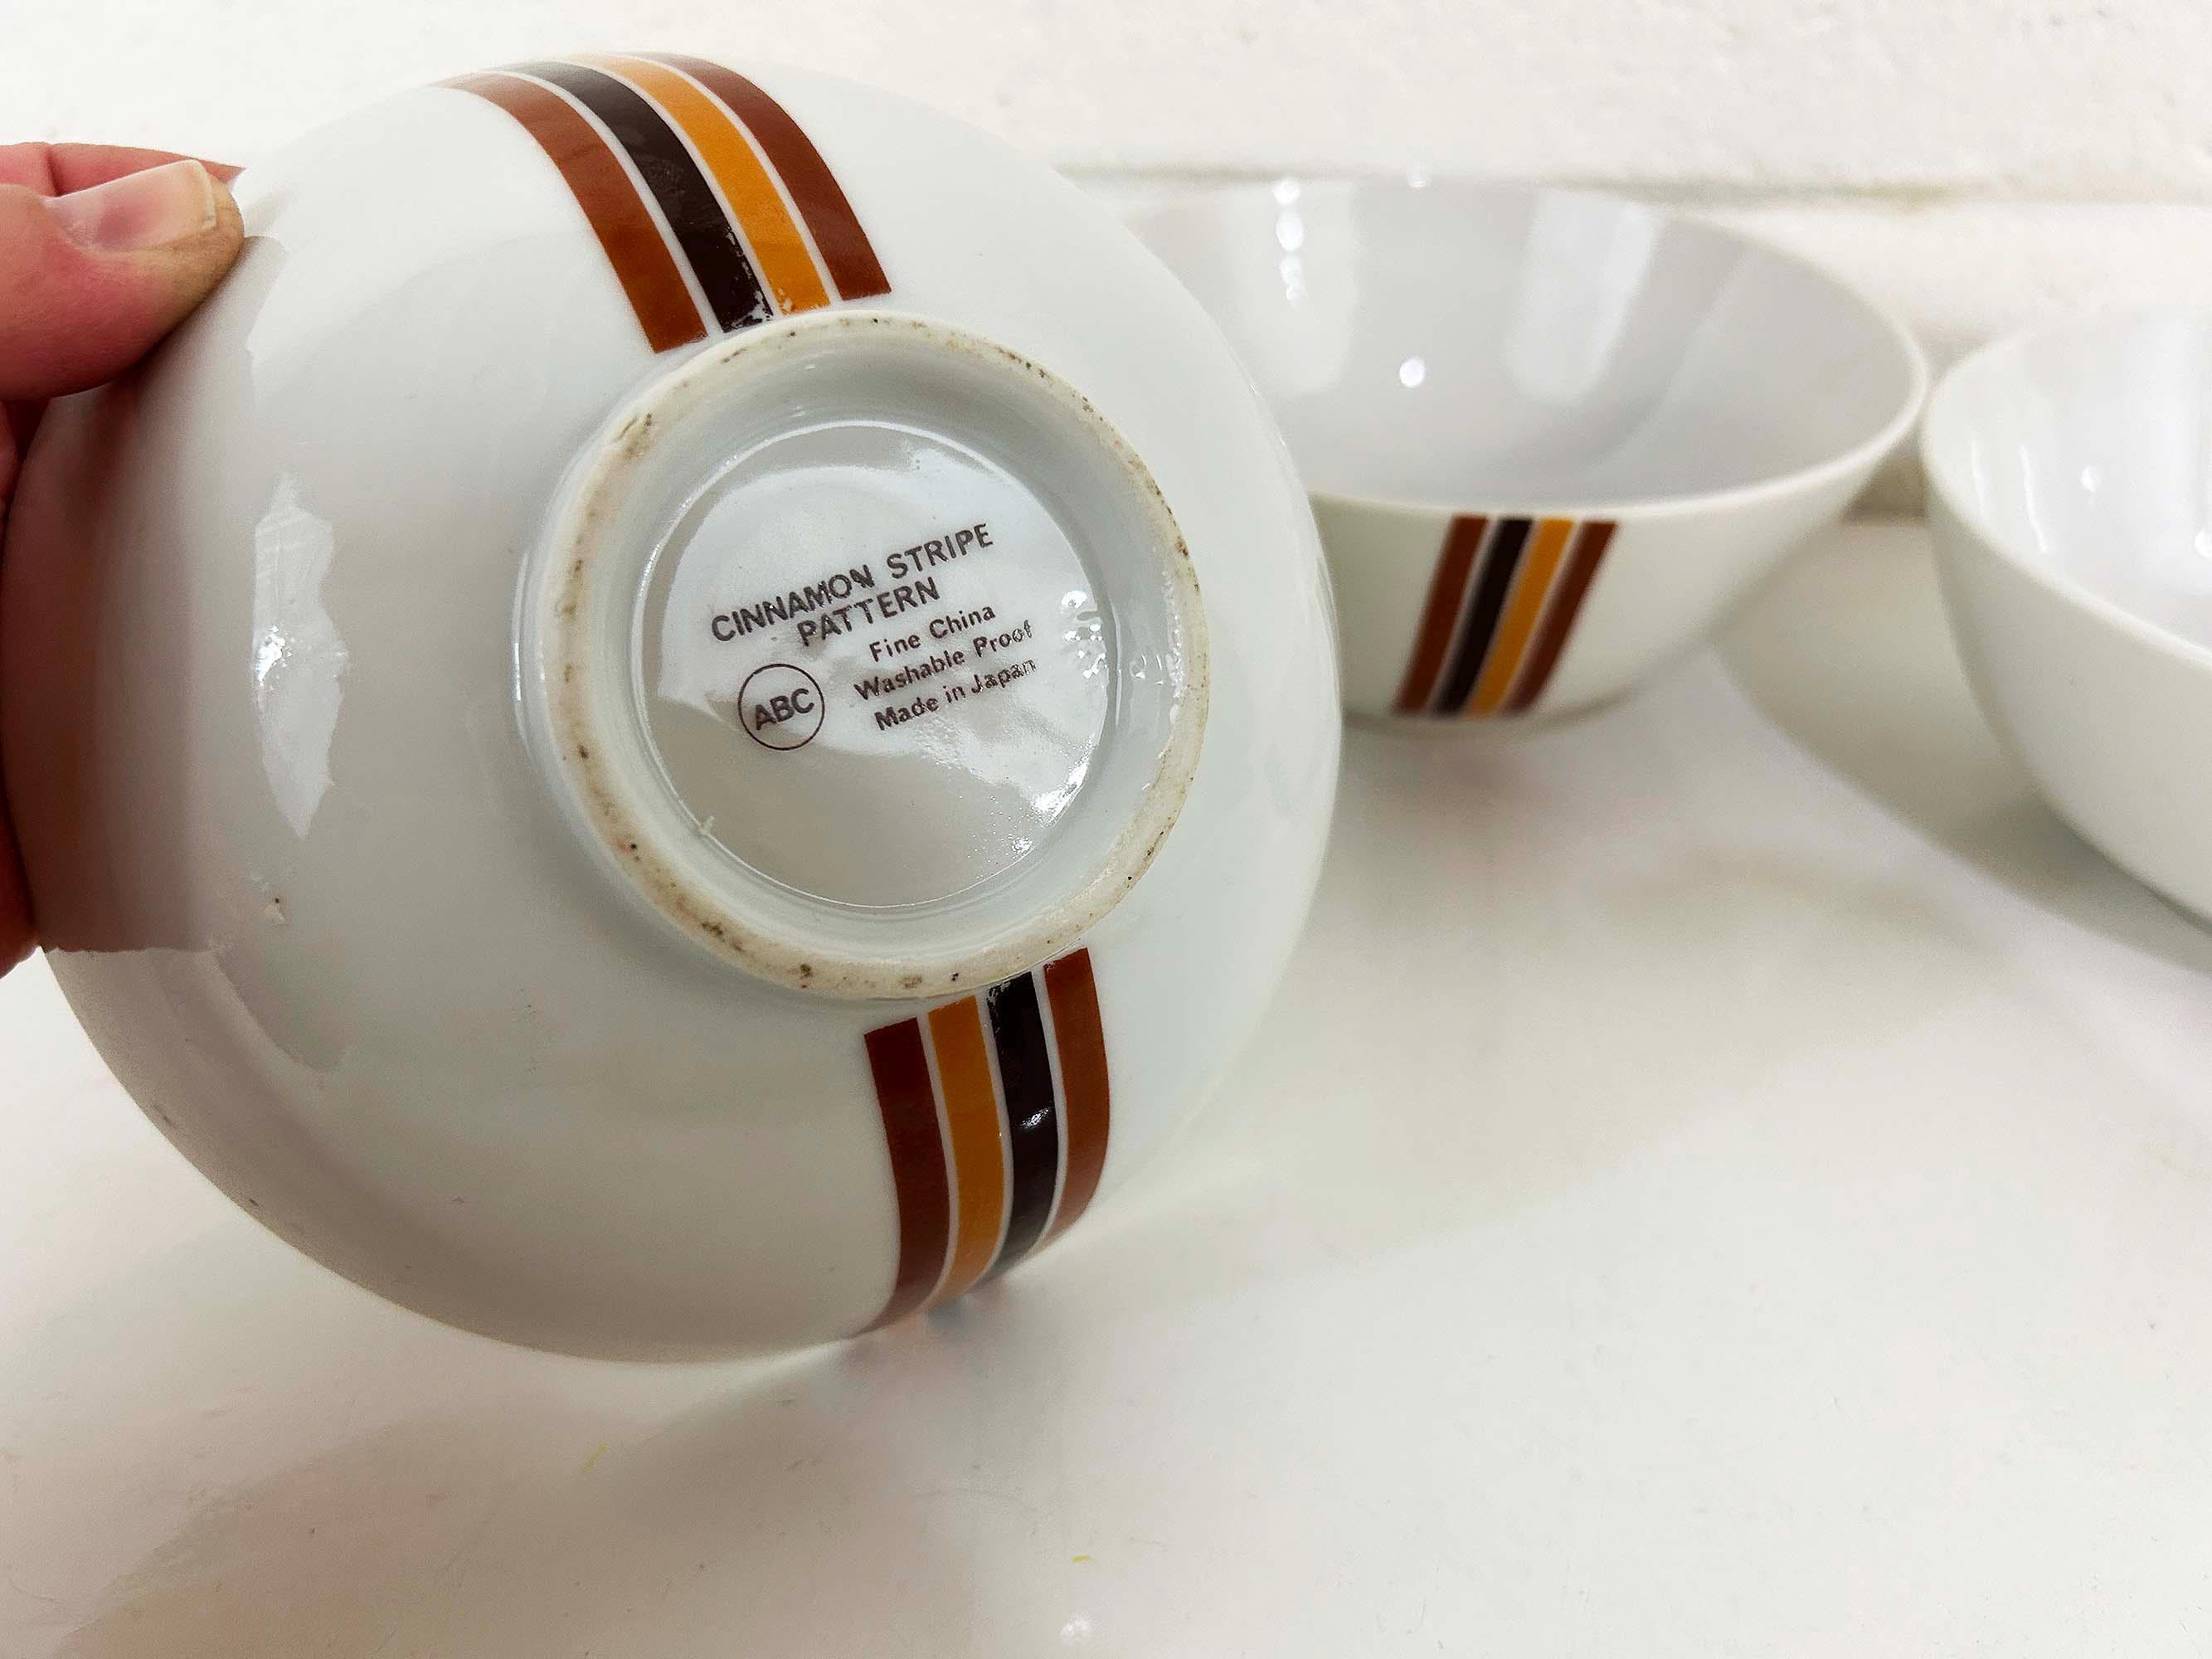 CINNAMON STRIPE
PATTERN
Fine China
Washable Proof
Made in Japan
ABC